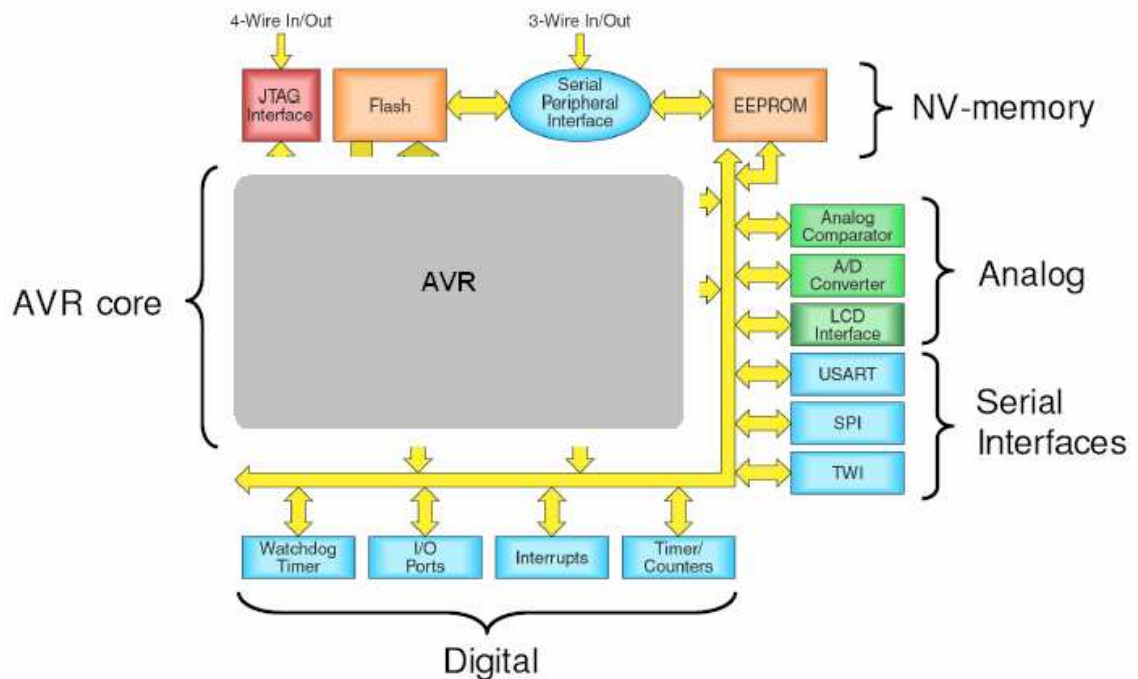 4-Wire In/Out
3-Wire In/Out
JTAG
Interface
Flash
Serial
Peripheral
Interface
EEPROM
NV-memory
Analog
Comparator
A/D
Converter
LCD
Interface
Analog
AVR core
AVR
USART
SPI
TWI
Serial
Interfaces
Watchdog
Timer
I/O
Ports
Interrupts
Timer/
Counters
Digital